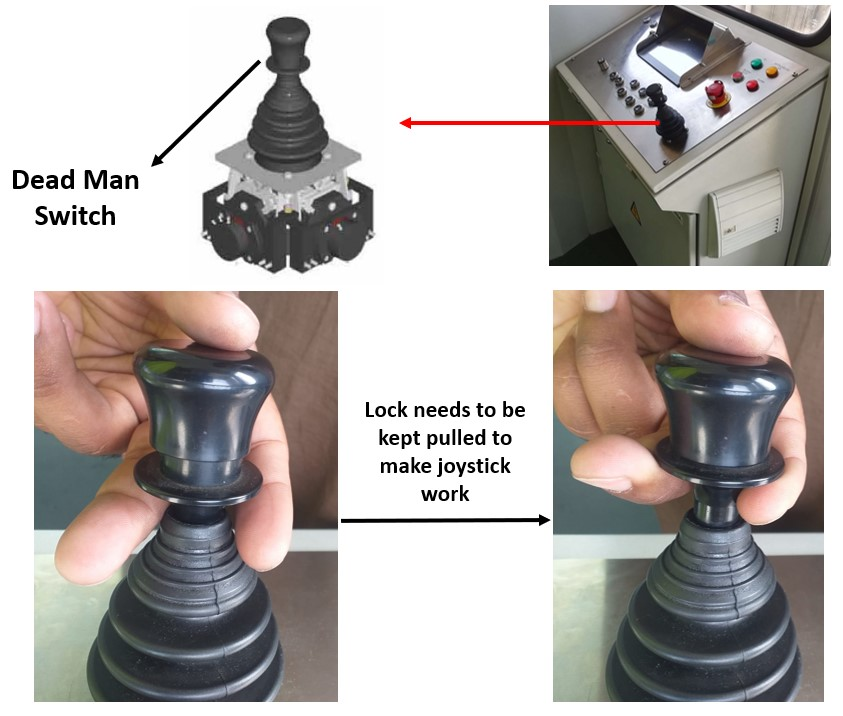 Dead Man
Switch
Lock needs to be
kept pulled to
make joystick
work